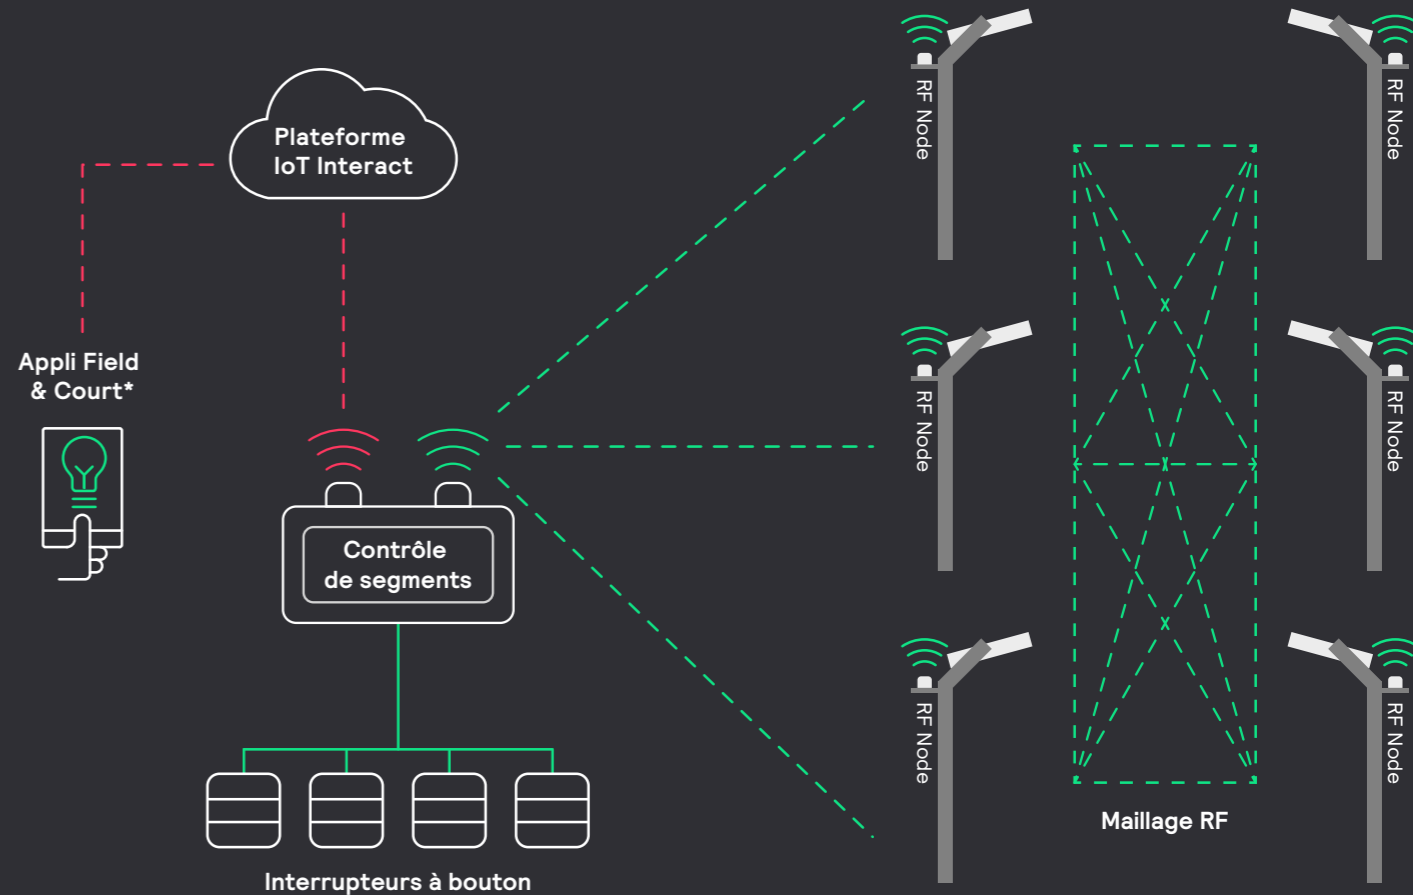 Plateforme
IoT Interact
Appli Field
& Court*
Contrôle
de segments
Interrupteurs à bouton
RF Node
RF Node
RF Node
RF Node
RF Node
RF Node
Maillage RF